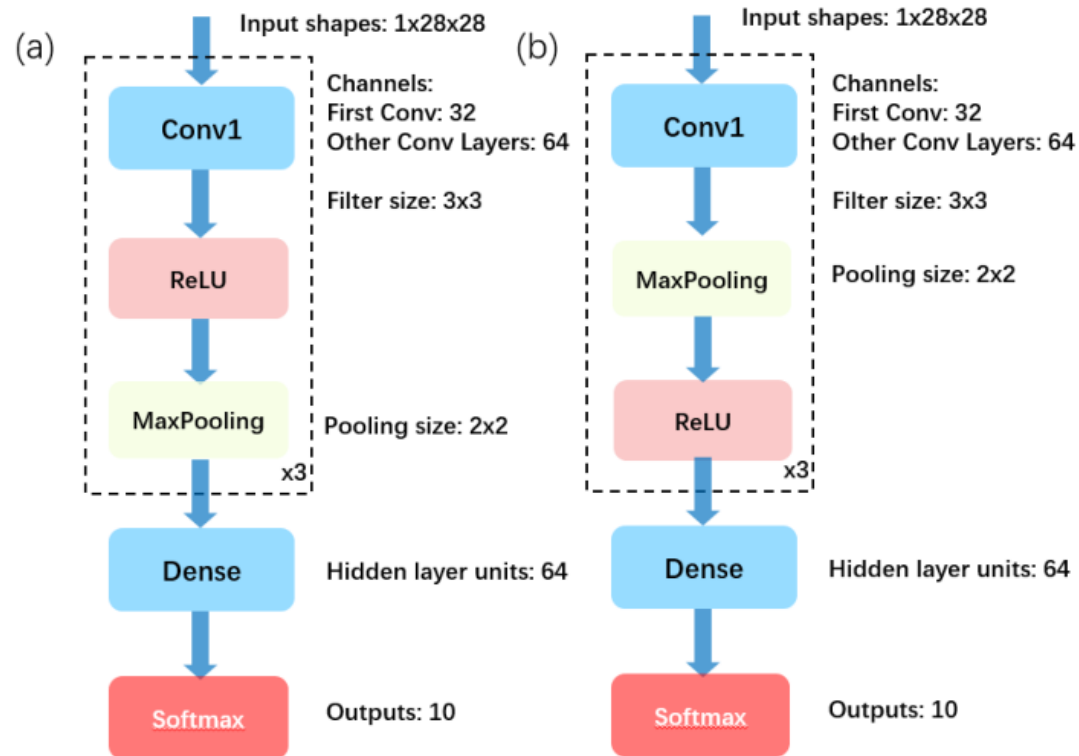 (a)
Input shapes: 1x28x28
Channels:
First Conv: 32
Other Conv Layers: 64
Conv1
Filter size: 3x3
ReLU
MaxPooling
Pooling size: 2x2
x3
Dense
Hidden layer units: 64
Softmax
Outputs: 10
(b)
Input shapes: 1x28x28
Channels:
First Conv: 32
Other Conv Layers: 64
Conv1
Filter size: 3x3
MaxPooling
Pooling size: 2x2
ReLU
x3
Dense
Hidden layer units: 64
Softmax
Outputs: 10